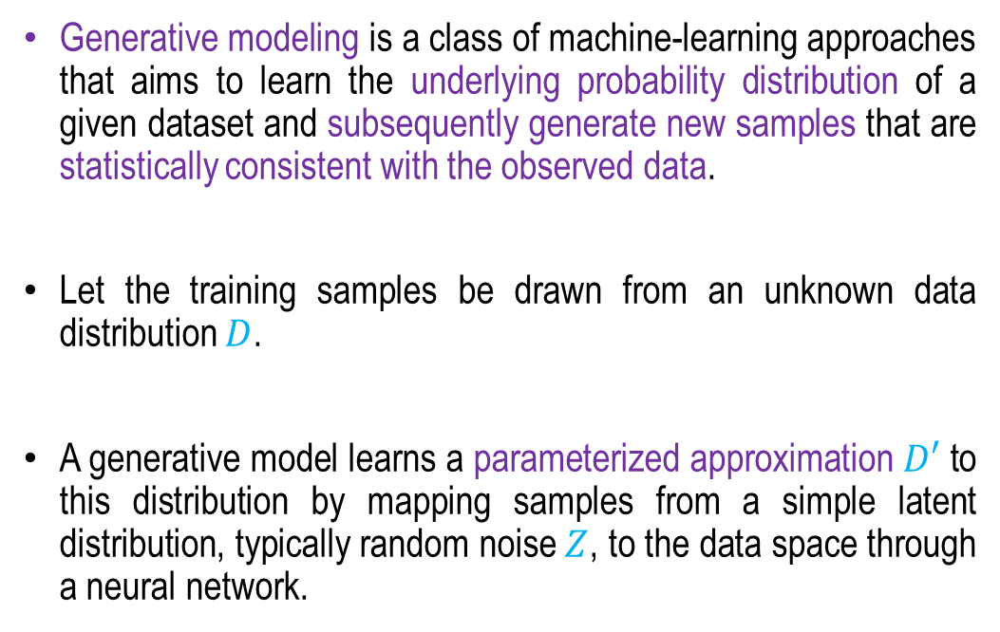 • Generative modeling is a class of machine-learning approaches
that aims to learn the underlying probability distribution of a
given dataset and subsequently generate new samples that are
statistically consistent with the observed data.
• Let the training samples be drawn from an unknown data
distribution D.
• A generative model learns a parameterized approximation D′ to
this distribution by mapping samples from a simple latent
distribution, typically random noise Z, to the data space through
a neural network.